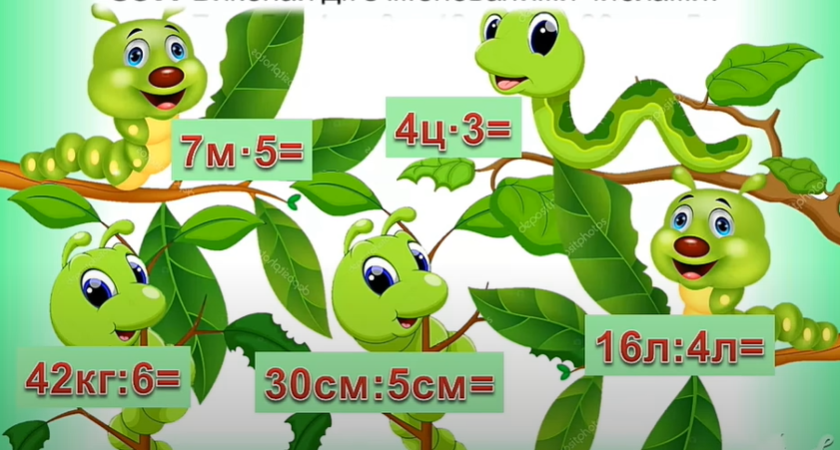 7м·5=
4ц·3=
42кг:6=
30см:5см=
16л:4л=